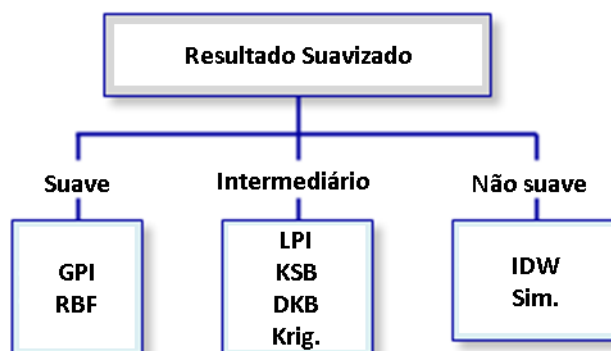 Resultado Suavizado
Suave
Intermediário
Não suave
GPI
RBF
LPI
KSB
DKB
Krig.
IDW
Sim.